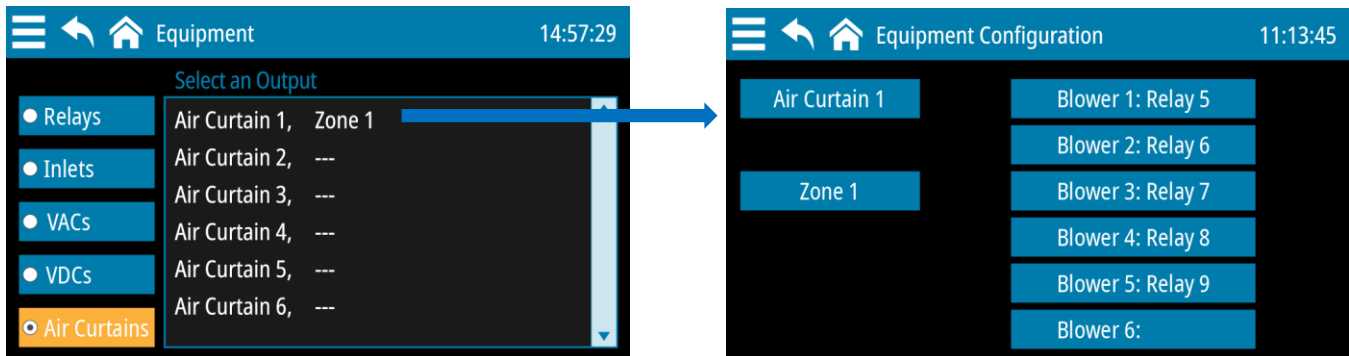 Equipment 14:57:29
Select an Output
Relays
Inlets
VACs
VDCs
Air Curtains
Air Curtain 1, Zone 1
Air Curtain 2, ---
Air Curtain 3, ---
Air Curtain 4, ---
Air Curtain 5, ---
Air Curtain 6, ---
Equipment Configuration 11:13:45
Air Curtain 1
Zone 1
Blower 1: Relay 5
Blower 2: Relay 6
Blower 3: Relay 7
Blower 4: Relay 8
Blower 5: Relay 9
Blower 6: